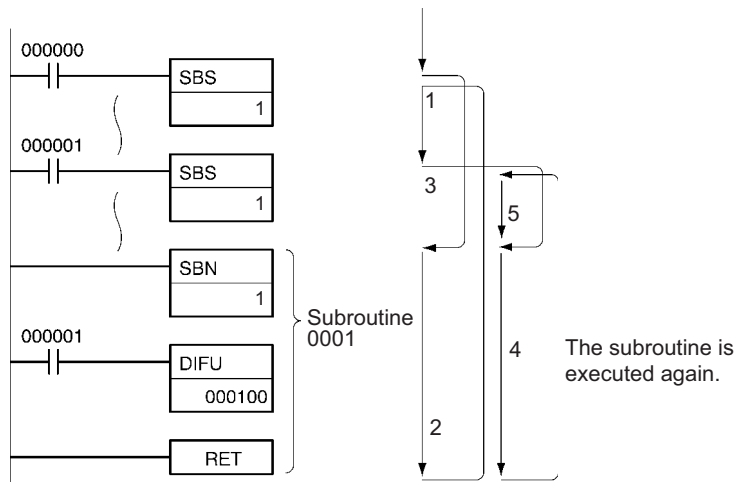 000000
SBS
1
000001
SBS
1
SBN
1
000001
DIFU
000100
RET
Subroutine
0001
1
3
5
4
2
The subroutine is
executed again.